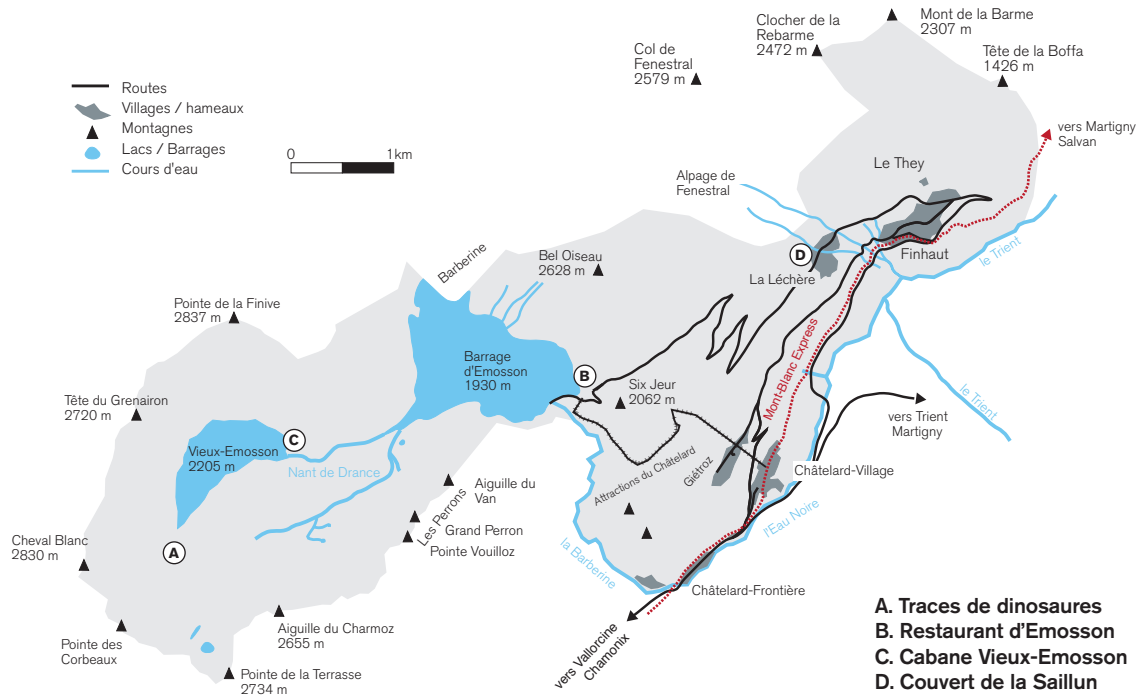 Mont de la Barme
2307 m
Clocher de la
Rebarme
2472 m
Col de
Fenestral
2579 m
Tête de la Boffa
1426 m
Routes
Villages / hameaux
Montagnes
Lacs / Barrages
Cours d'eau
0
1km
vers Martigny
Salvan
Le They
Alpage de
Fenestral
D
Finhaut
le Trient
La Léchère
Barberine
Bel Oiseau
2628 m
Pointe de la Finive
2837 m
Barrage
d'Emosson
1930 m
B
Mont-Blanc Express
Six Jeur
2062 m
le Trient
vers Trient
Martigny
Tête du Grenairon
2720 m
C
Vieux-Emosson
2205 m
Nant de Drance
Attractions du Châtelard
Giétroz
Châtelard-Village
Aiguille du
Van
Les Perrons
Grand Perron
Pointe Vouilloz
l'Eau Noire
Cheval Blanc
2830 m
A
la Barberine
Châtelard-Frontière
Pointe des
Corbeaux
Aiguille du Charmoz
2655 m
Pointe de la Terrasse
2734 m
vers Vallorcine
Chamonix
A. Traces de dinosaures
B. Restaurant d'Emosson
C. Cabane Vieux-Emosson
D. Couvert de la Saillun